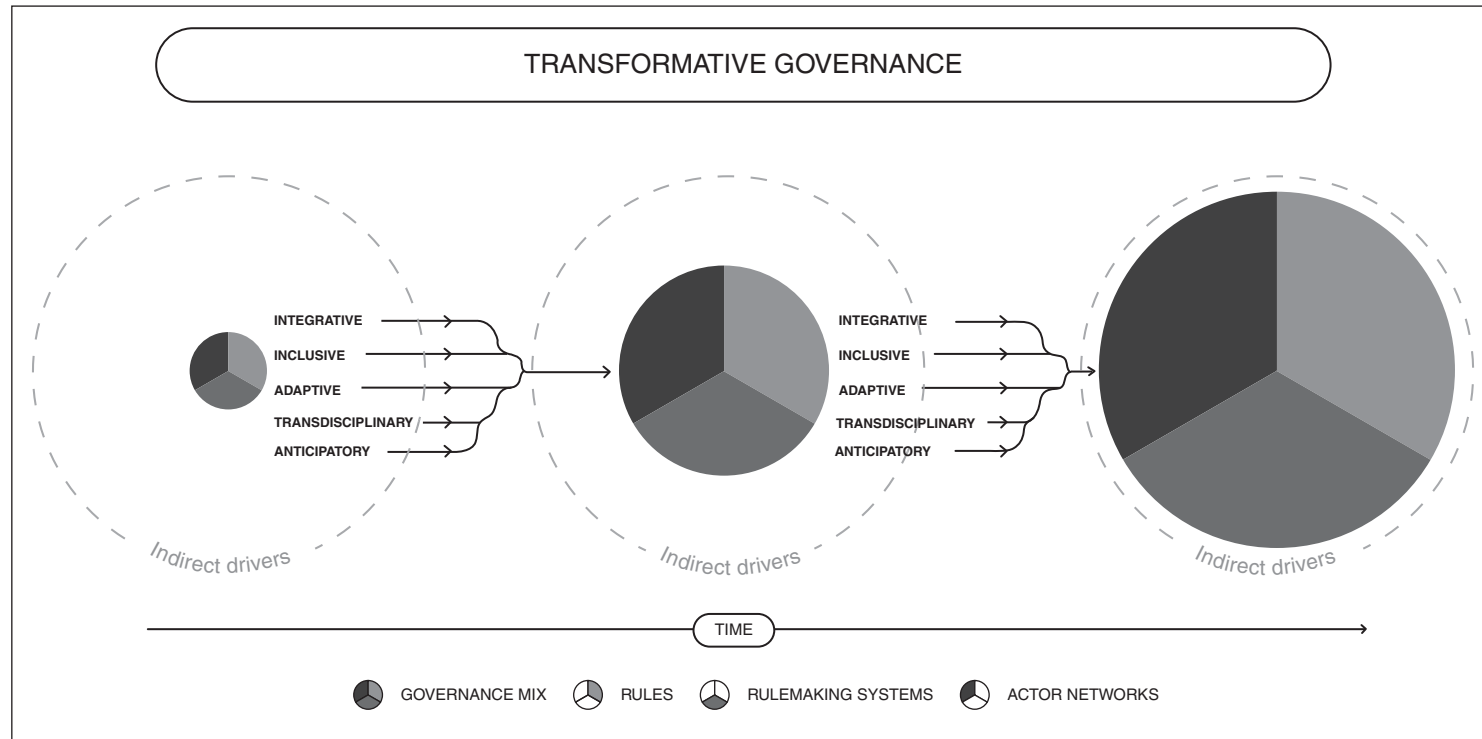 TRANSFORMATIVE GOVERNANCE
INTEGRATIVE
INCLUSIVE
ADAPTIVE
TRANSDISCIPLINARY
ANTICIPATORY
INTEGRATIVE
INCLUSIVE
ADAPTIVE
TRANSDISCIPLINARY
ANTICIPATORY
Indirect drivers
Indirect drivers
Indirect drivers
TIME
GOVERNANCE MIX
RULES
RULEMAKING SYSTEMS
ACTOR NETWORKS